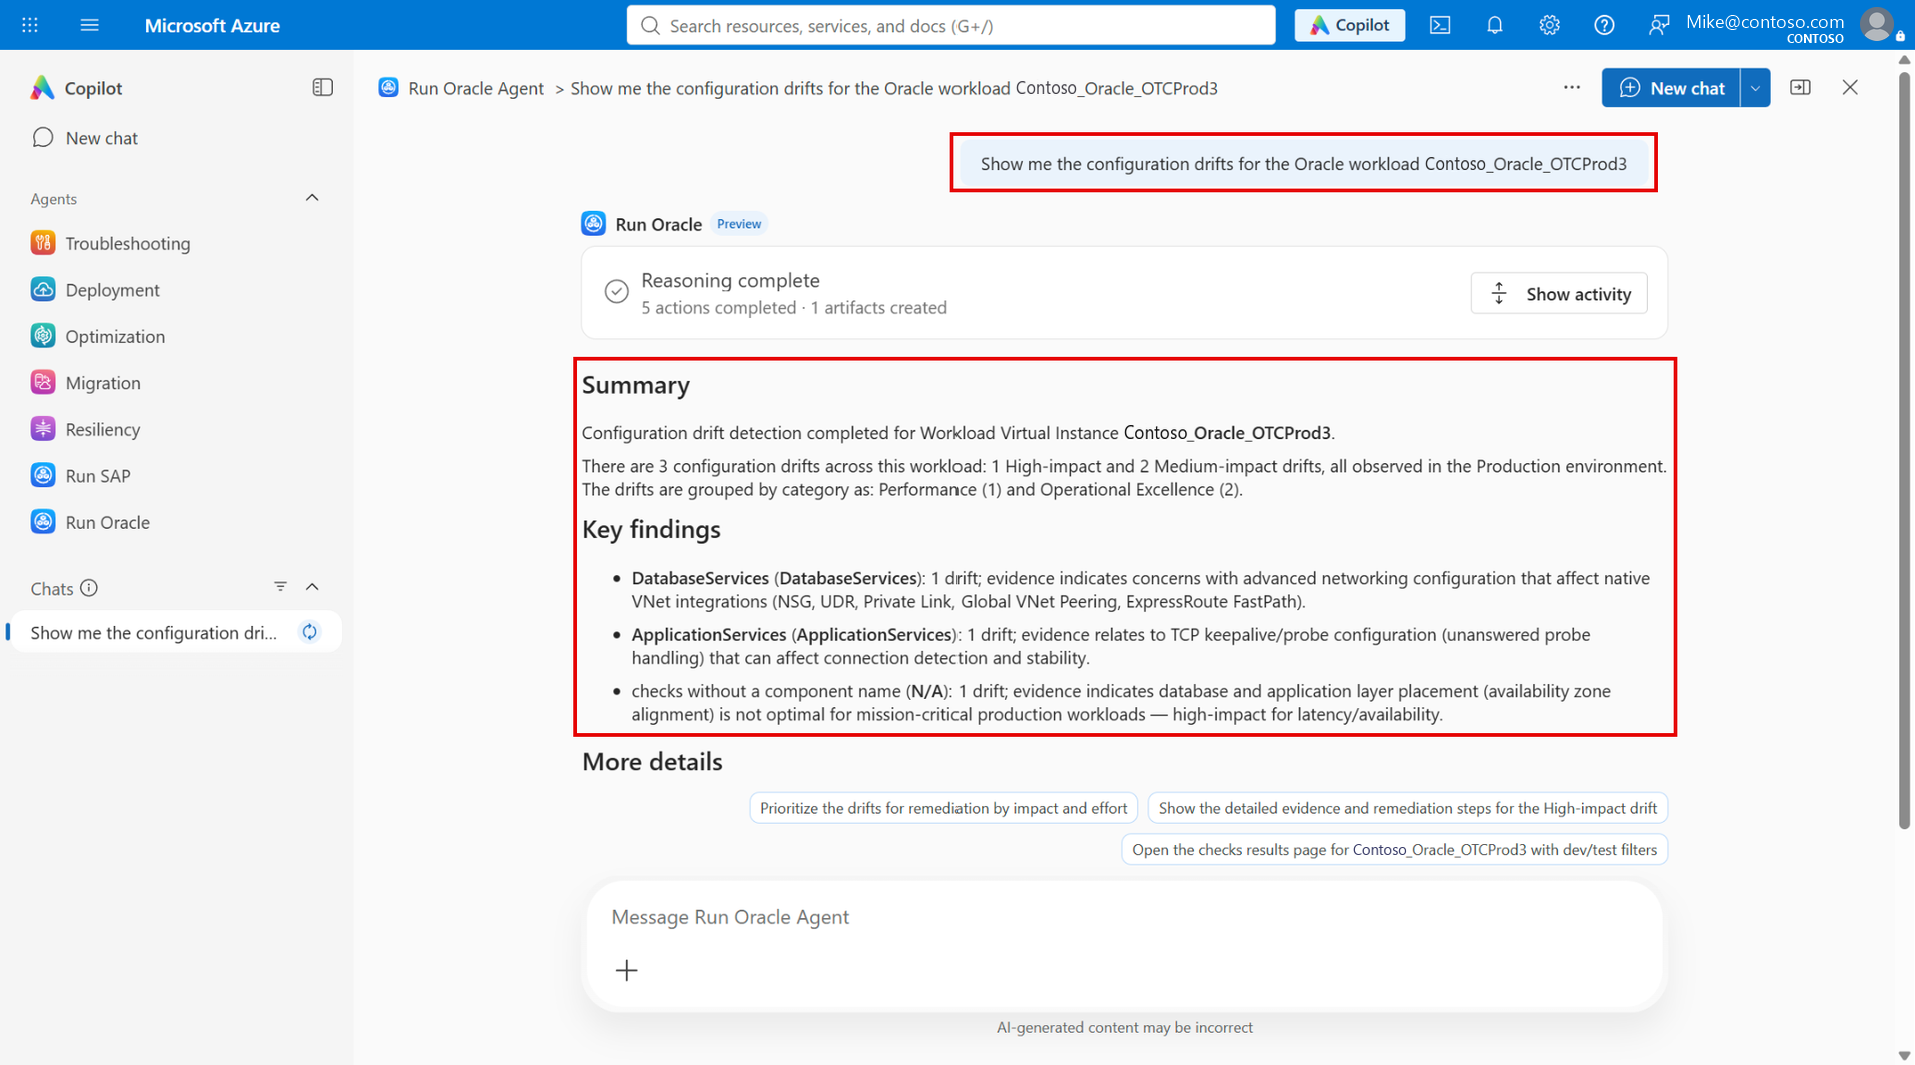 Microsoft Azure
Search resources, services, and docs (G+/)
Copilot
Mike@contoso.com
CONTOSO
Copilot
New chat
Agents
Troubleshooting
Deployment
Optimization
Migration
Resiliency
Run SAP
Run Oracle
Chats
Show me the configuration dri...
Run Oracle Agent > Show me the configuration drifts for the Oracle workload Contoso_Oracle_OTCProd3
New chat
Show me the configuration drifts for the Oracle workload Contoso_Oracle_OTCProd3
Run Oracle Preview
Reasoning complete
5 actions completed · 1 artifacts created
Show activity
Summary
Configuration drift detection completed for Workload Virtual Instance Contoso_Oracle_OTCProd3.
There are 3 configuration drifts across this workload: 1 High-impact and 2 Medium-impact drifts, all observed in the Production environment.
The drifts are grouped by category as: Performance (1) and Operational Excellence (2).
Key findings
• DatabaseServices (DatabaseServices): 1 drift; evidence indicates concerns with advanced networking configuration that affect native
VNet integrations (NSG, UDR, Private Link, Global VNet Peering, ExpressRoute FastPath).
• ApplicationServices (ApplicationServices): 1 drift; evidence relates to TCP keepalive/probe configuration (unanswered probe
handling) that can affect connection detection and stability.
• checks without a component name (N/A): 1 drift; evidence indicates database and application layer placement (availability zone
alignment) is not optimal for mission-critical production workloads — high-impact for latency/availability.
More details
Prioritize the drifts for remediation by impact and effort
Show the detailed evidence and remediation steps for the High-impact drift
Open the checks results page for Contoso_Oracle_OTCProd3 with dev/test filters
Message Run Oracle Agent
AI-generated content may be incorrect